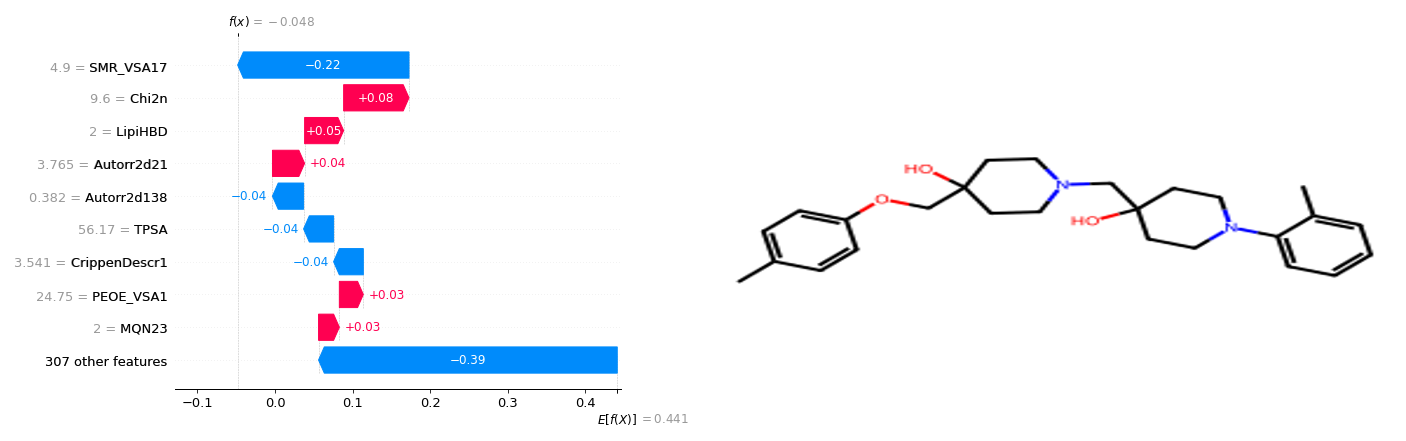 f(x) = −0.048
4.9 = SMR_VSA17
−0.22
9.6 = Chi2n
+0.08
2 = LipiHBD
+0.05
3.765 = Autorr2d21
+0.04
0.382 = Autorr2d138
−0.04
56.17 = TPSA
−0.04
3.541 = CrippenDescr1
−0.04
24.75 = PEOE_VSA1
+0.03
2 = MQN23
+0.03
307 other features
−0.39
−0.1 0.0 0.1 0.2 0.3 0.4
E[f(X)] = 0.441
HO
N
O
HO
N